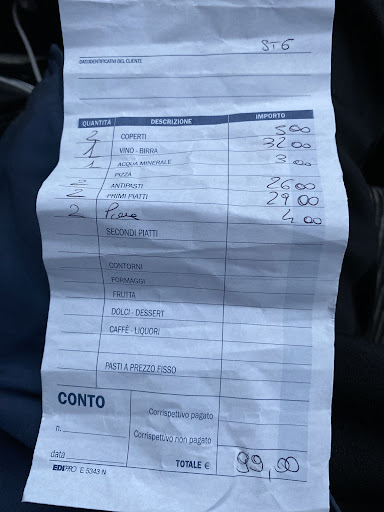 ST6
DATI IDENTIFICATIVI DEL CLIENTE
QUANTITÀ DESCRIZIONE IMPORTO
2 COPERTI 5 00
1 VINO - BIRRA 32 00
1 ACQUA MINERALE 3 00
PIZZA
ANTIPASTI 26 00
2 PRIMI PIATTI 29 00
2 4 00
SECONDI PIATTI
CONTORNI
FORMAGGI
FRUTTA
DOLCI - DESSERT
CAFFÈ - LIQUORI
PASTI A PREZZO FISSO
CONTO
Corrispettivo pagato
n.
Corrispettivo non pagato
data
TOTALE € 99,00
EDIPRO E 5343 N